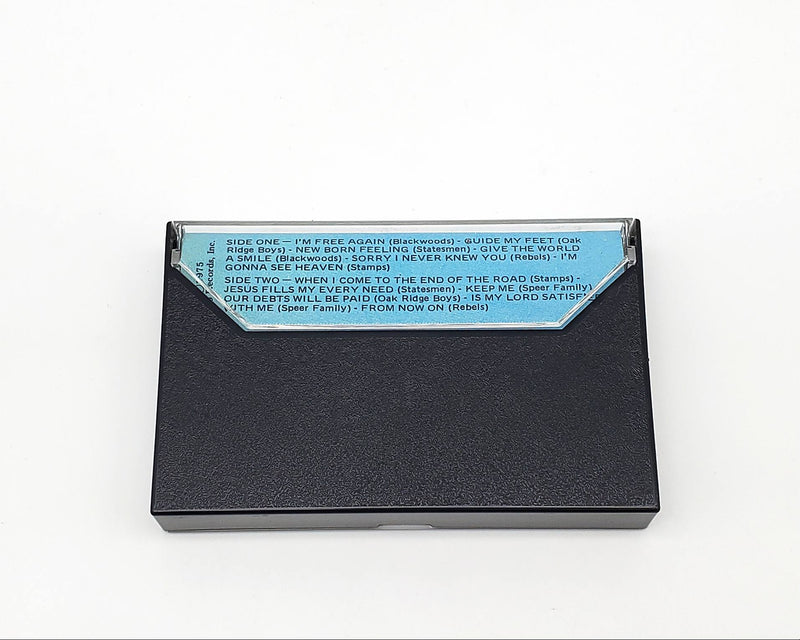 SIDE ONE — I'M FREE AGAIN (Blackwoods) - GUIDE MY FEET (Oak
Ridge Boys) - NEW BORN FEELING (Statesmen) - GIVE THE WORLD
A SMILE (Blackwoods) - SORRY I NEVER KNEW YOU (Rebels) - I'M
GONNA SEE HEAVEN (Stamps)
SIDE TWO — WHEN I COME TO THE END OF THE ROAD (Stamps) -
JESUS FILLS MY EVERY NEED (Statesmen) - KEEP ME (Speer Family)
OUR DEBTS WILL BE PAID (Oak Ridge Boys) - IS MY LORD
WITH ME (Speer Family) - FROM NOW ON (Rebels)
975
ecords, Inc.